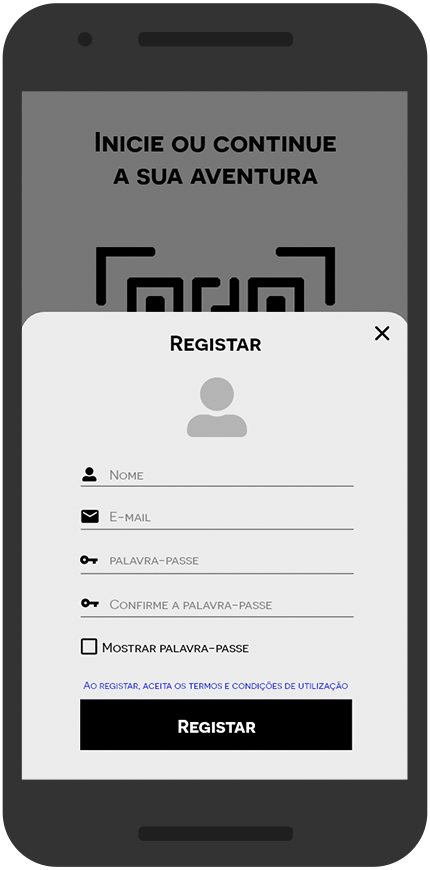 Inicie ou continue
a sua aventura
Registar
Nome
E-mail
palavra-passe
Confirme a palavra-passe
Mostrar palavra-passe
Ao registar, aceita os termos e condições de utilização
Registar